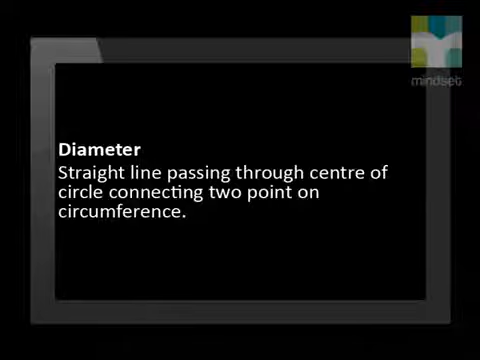 mindset
Diameter
Straight line passing through centre of
circle connecting two point on
circumference.